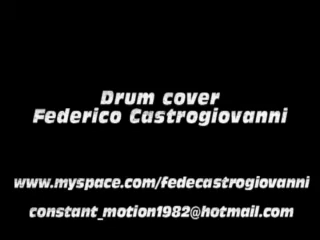 Drum cover
Federico Castrogiovanni
www.myspace.com/fedecastrogiovanni
constant_motion1982@hotmail.com